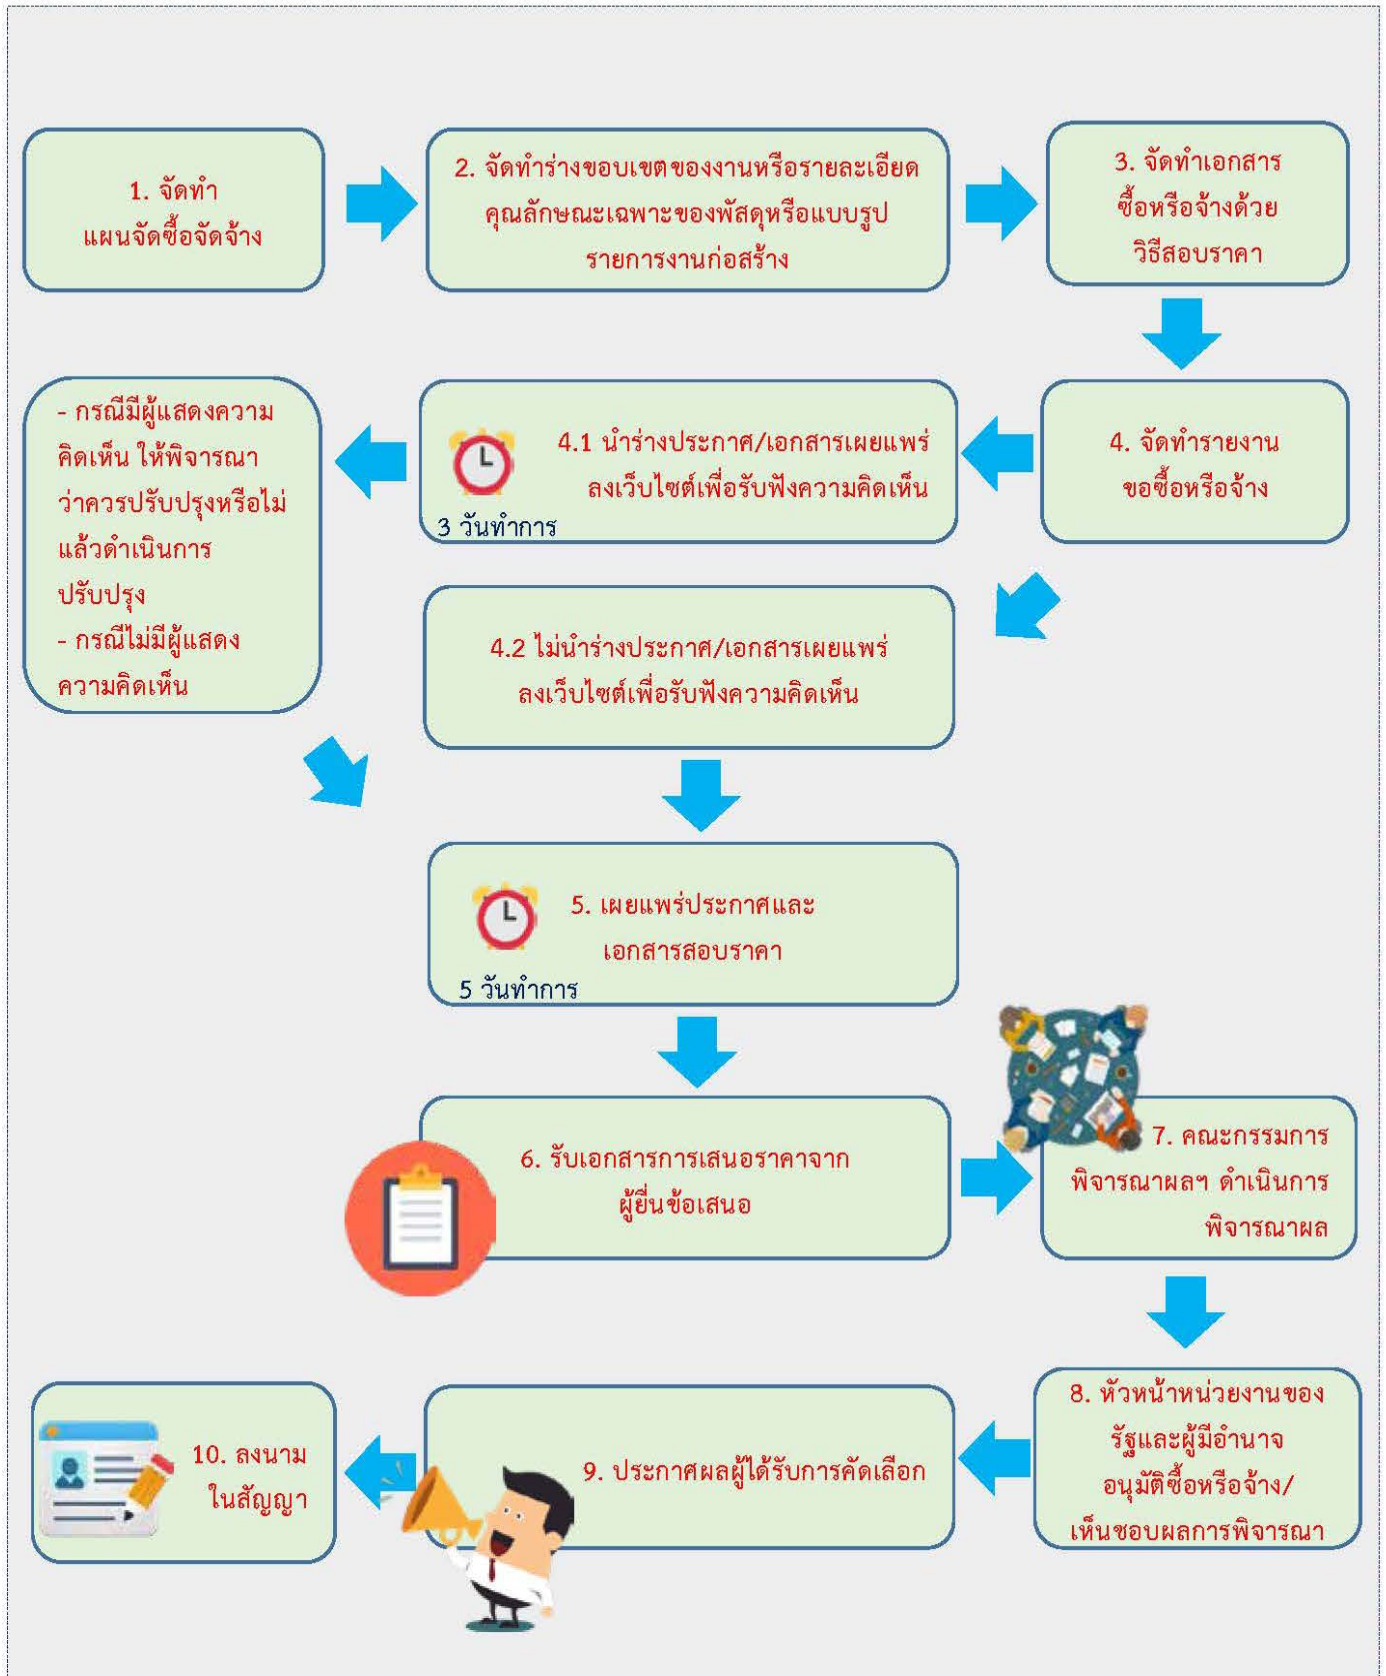 1. จัดทำ
แผนจัดซื้อจัดจ้าง
2. จัดทำร่างขอบเขตของงานหรือรายละเอียด
คุณลักษณะเฉพาะของพัสดุหรือแบบรูป
รายการงานก่อสร้าง
3. จัดทำเอกสาร
ซื้อหรือจ้างด้วย
วิธีสอบราคา
4. จัดทำรายงาน
ขอซื้อหรือจ้าง
4.1 นำร่างประกาศ/เอกสารเผยแพร่
ลงเว็บไซต์เพื่อรับฟังความคิดเห็น
3 วันทำการ
- กรณีมีผู้แสดงความ
คิดเห็น ให้พิจารณา
ว่าควรปรับปรุงหรือไม่
แล้วดำเนินการ
ปรับปรุง
- กรณีไม่มีผู้แสดง
ความคิดเห็น
4.2 ไม่นำร่างประกาศ/เอกสารเผยแพร่
ลงเว็บไซต์เพื่อรับฟังความคิดเห็น
5. เผยแพร่ประกาศและ
เอกสารสอบราคา
5 วันทำการ
6. รับเอกสารการเสนอราคาจาก
ผู้ยื่นข้อเสนอ
7. คณะกรรมการ
พิจารณาผลฯ ดำเนินการ
พิจารณาผล
8. หัวหน้าหน่วยงานของ
รัฐและผู้มีอำนาจ
อนุมัติซื้อหรือจ้าง/
เห็นชอบผลการพิจารณา
9. ประกาศผลผู้ได้รับการคัดเลือก
10. ลงนาม
ในสัญญา